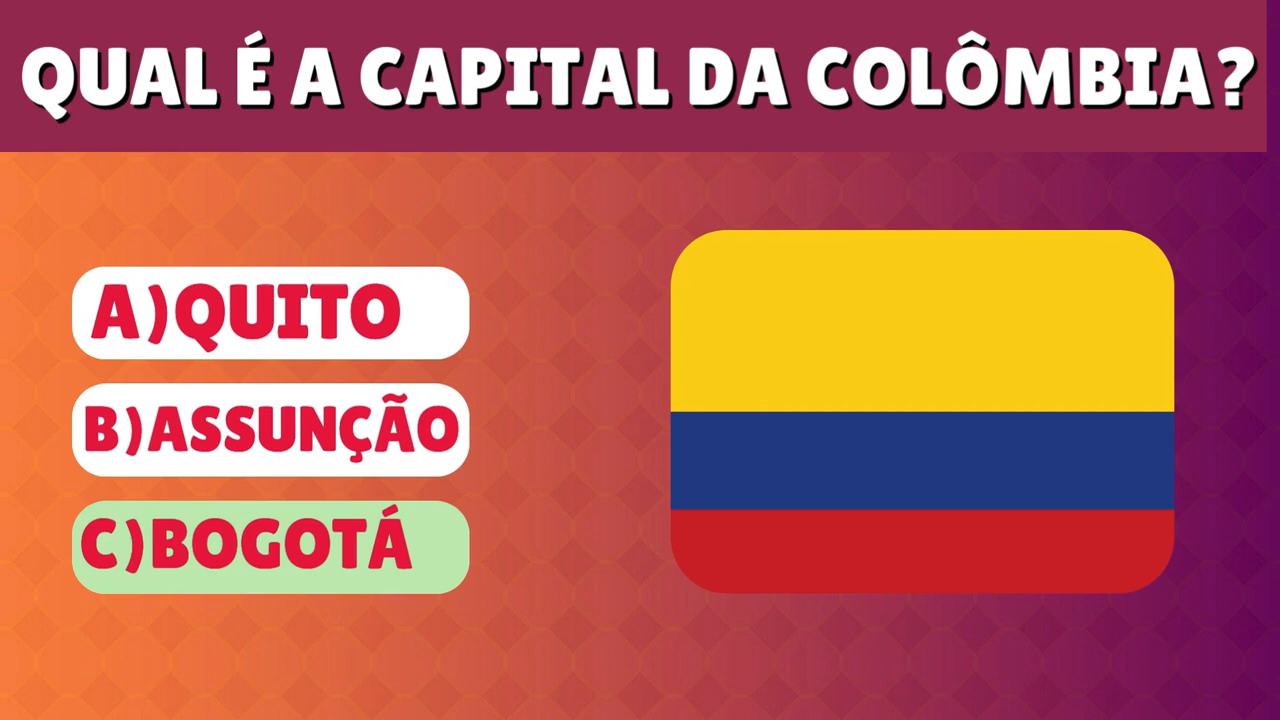 QUAL É A CAPITAL DA COLÔMBIA?
A)QUITO
B)ASSUNÇÃO
C)BOGOTÁ